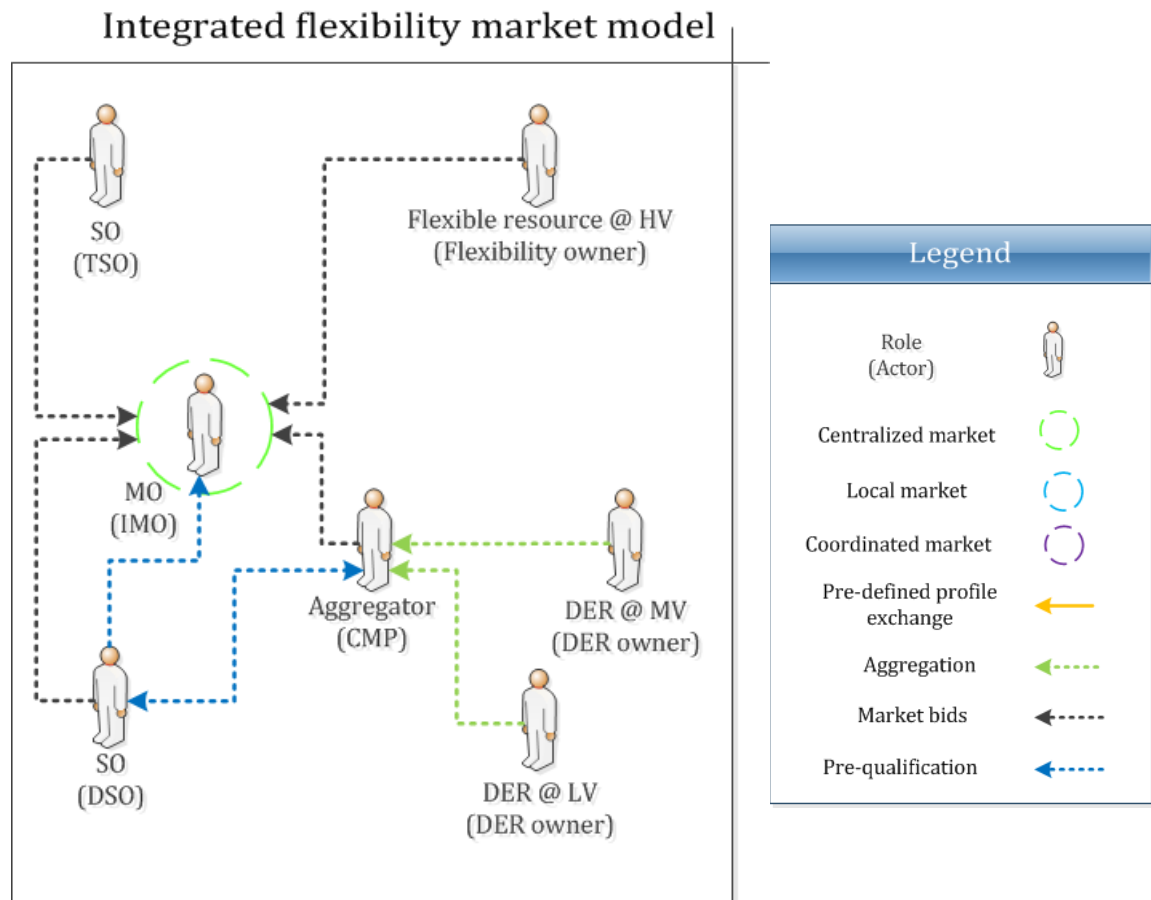 Integrated flexibility market model
SO
(TSO)
Flexible resource @ HV
(Flexibility owner)
MO
(IMO)
Aggregator
(CMP)
DER @ MV
(DER owner)
SO
(DSO)
DER @ LV
(DER owner)
Legend
Role
(Actor)
Centralized market
Local market
Coordinated market
Pre-defined profile
exchange
Aggregation
Market bids
Pre-qualification